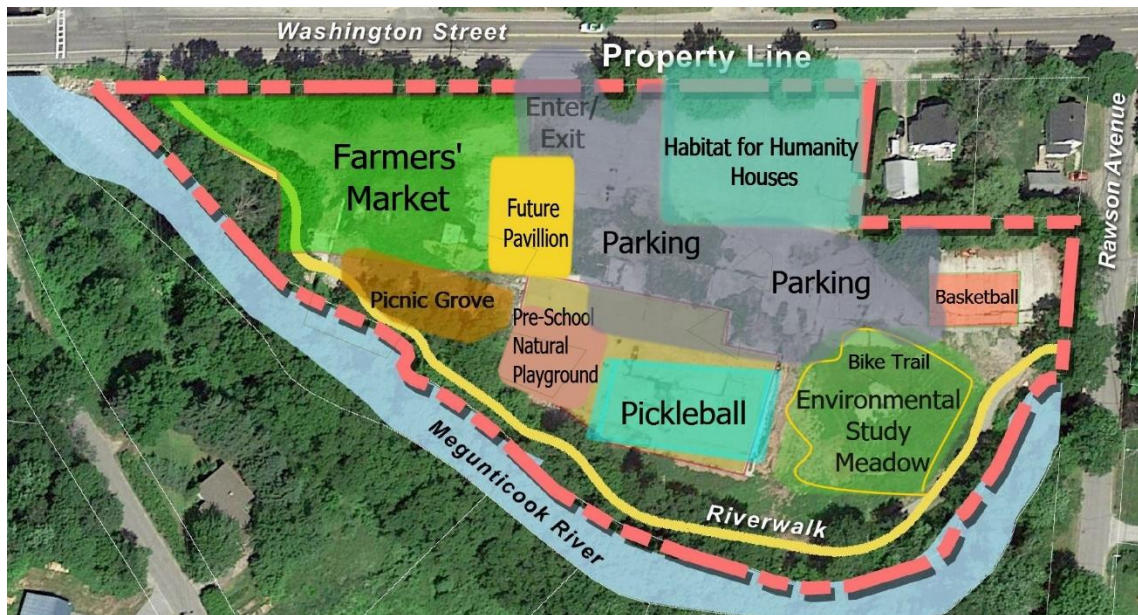 Washington Street
Property Line
Enter/
Exit
Farmers'
Market
Habitat for Humanity
Houses
Rawson Avenue
Future
Pavillion
Parking
Parking
Picnic Grove
Basketball
Pre-School
Natural
Playground
Bike Trail
Environmental
Study
Meadow
Pickleball
Riverwalk
Megunticook River